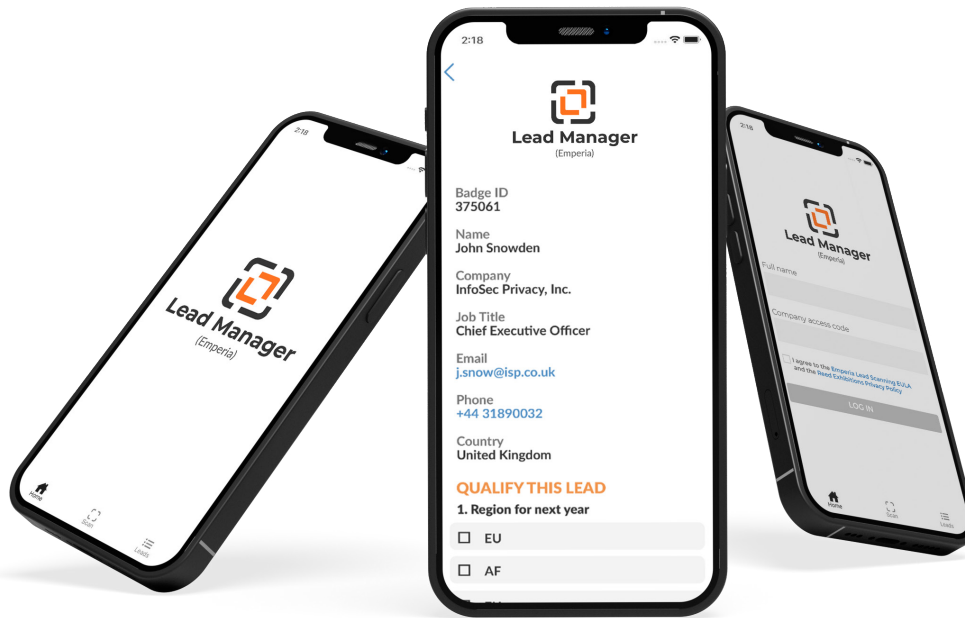 2:18
Lead Manager
(Emperia)
Home
Scan
Leads
2:18
Lead Manager
(Emperia)
Badge ID
375061
Name
John Snowden
Company
InfoSec Privacy, Inc.
Job Title
Chief Executive Officer
Email
j.snow@isp.co.uk
Phone
+44 31890032
Country
United Kingdom
QUALIFY THIS LEAD
1. Region for next year
EU
AF
2:18
Lead Manager
(Emperia)
Full name
Company access code
I agree to the Emperia Lead Scanning EULA
and the Reed Exhibitions Privacy Policy
LOG IN
Home
Scan
Leads